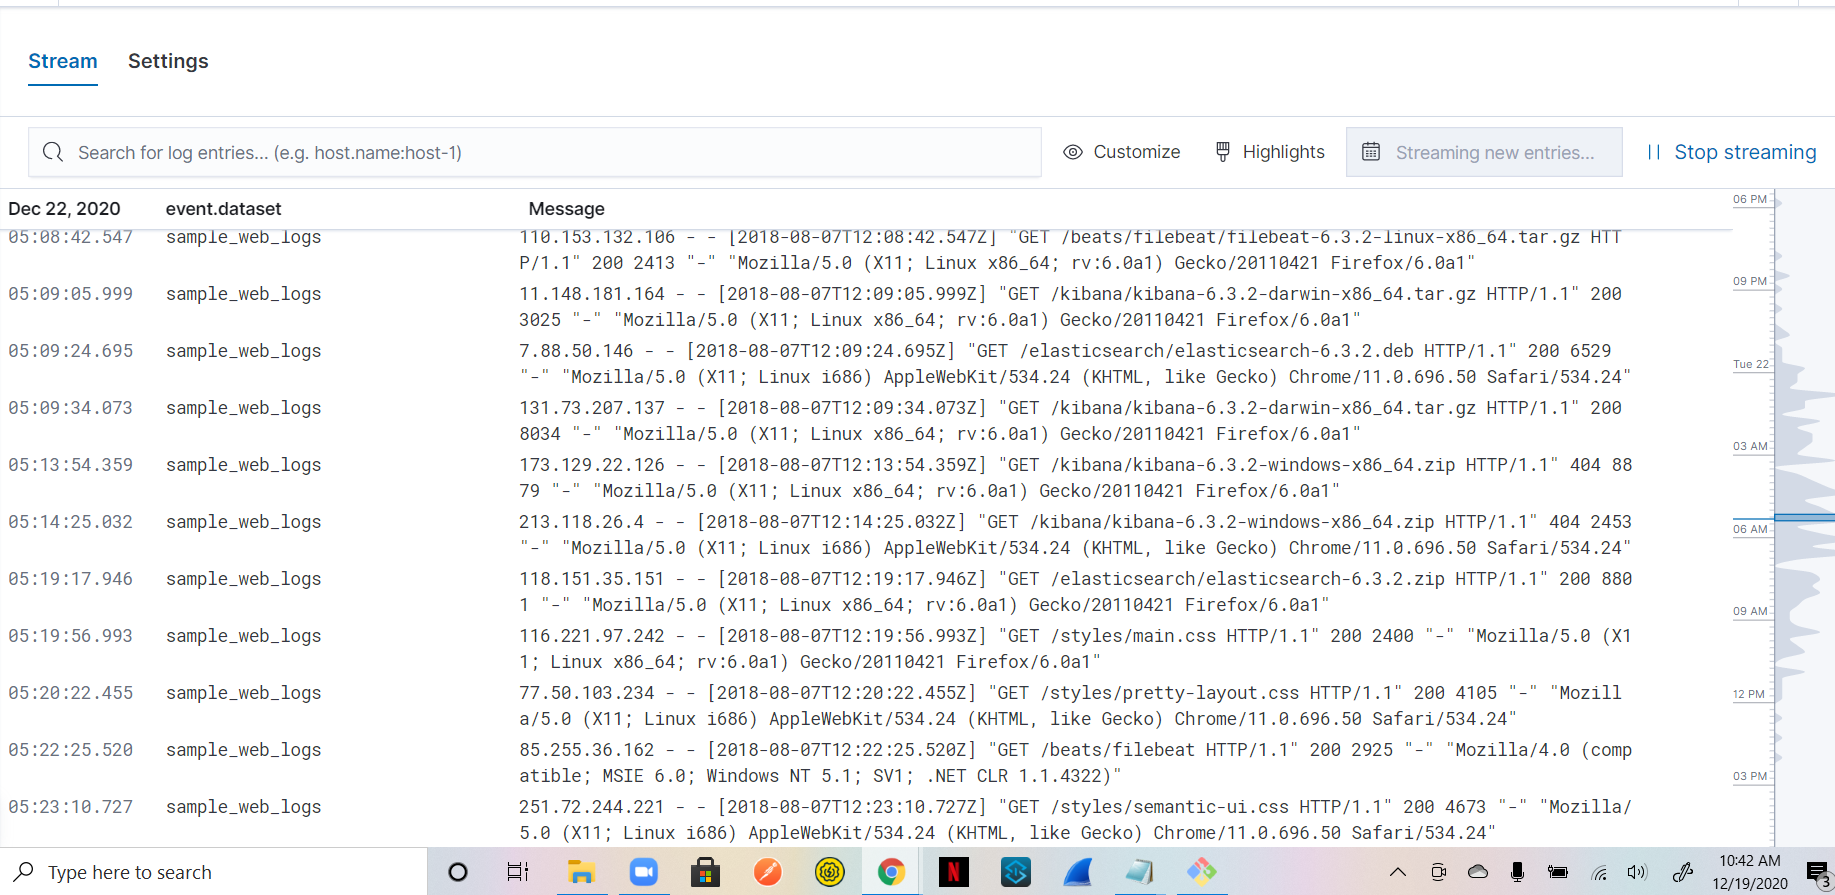 Stream Settings
Search for log entries... (e.g. host.name:host-1) Customize Highlights Streaming new entries... Stop streaming
Dec 22, 2020 event.dataset Message
05:08:42.547 sample_web_logs 110.153.132.106 - - [2018-08-07T12:08:42.547Z] "GET /beats/filebeat/filebeat-6.3.2-linux-x86_64.tar.gz HTT
P/1.1" 200 2413 "-" "Mozilla/5.0 (X11; Linux x86_64; rv:6.0a1) Gecko/20110421 Firefox/6.0a1"
05:09:05.999 sample_web_logs 11.148.181.164 - - [2018-08-07T12:09:05.999Z] "GET /kibana/kibana-6.3.2-darwin-x86_64.tar.gz HTTP/1.1" 200
3025 "-" "Mozilla/5.0 (X11; Linux x86_64; rv:6.0a1) Gecko/20110421 Firefox/6.0a1"
05:09:24.695 sample_web_logs 7.88.50.146 - - [2018-08-07T12:09:24.695Z] "GET /elasticsearch/elasticsearch-6.3.2.deb HTTP/1.1" 200 6529
"-" "Mozilla/5.0 (X11; Linux i686) AppleWebKit/534.24 (KHTML, like Gecko) Chrome/11.0.696.50 Safari/534.24"
05:09:34.073 sample_web_logs 131.73.207.137 - - [2018-08-07T12:09:34.073Z] "GET /kibana/kibana-6.3.2-darwin-x86_64.tar.gz HTTP/1.1" 200
8034 "-" "Mozilla/5.0 (X11; Linux x86_64; rv:6.0a1) Gecko/20110421 Firefox/6.0a1"
05:13:54.359 sample_web_logs 173.129.22.126 - - [2018-08-07T12:13:54.359Z] "GET /kibana/kibana-6.3.2-windows-x86_64.zip HTTP/1.1" 404 88
79 "-" "Mozilla/5.0 (X11; Linux x86_64; rv:6.0a1) Gecko/20110421 Firefox/6.0a1"
05:14:25.032 sample_web_logs 213.118.26.4 - - [2018-08-07T12:14:25.032Z] "GET /kibana/kibana-6.3.2-windows-x86_64.zip HTTP/1.1" 404 2453
"-" "Mozilla/5.0 (X11; Linux i686) AppleWebKit/534.24 (KHTML, like Gecko) Chrome/11.0.696.50 Safari/534.24"
05:19:17.946 sample_web_logs 118.151.35.151 - - [2018-08-07T12:19:17.946Z] "GET /elasticsearch/elasticsearch-6.3.2.zip HTTP/1.1" 200 880
1 "-" "Mozilla/5.0 (X11; Linux x86_64; rv:6.0a1) Gecko/20110421 Firefox/6.0a1"
05:19:56.993 sample_web_logs 116.221.97.242 - - [2018-08-07T12:19:56.993Z] "GET /styles/main.css HTTP/1.1" 200 2400 "-" "Mozilla/5.0 (X1
1; Linux x86_64; rv:6.0a1) Gecko/20110421 Firefox/6.0a1"
05:20:22.455 sample_web_logs 77.50.103.234 - - [2018-08-07T12:20:22.455Z] "GET /styles/pretty-layout.css HTTP/1.1" 200 4105 "-" "Mozill
a/5.0 (X11; Linux i686) AppleWebKit/534.24 (KHTML, like Gecko) Chrome/11.0.696.50 Safari/534.24"
05:22:25.520 sample_web_logs 85.255.36.162 - - [2018-08-07T12:22:25.520Z] "GET /beats/filebeat HTTP/1.1" 200 2925 "-" "Mozilla/4.0 (comp
atible; MSIE 6.0; Windows NT 5.1; SV1; .NET CLR 1.1.4322)"
05:23:10.727 sample_web_logs 251.72.244.221 - - [2018-08-07T12:23:10.727Z] "GET /styles/semantic-ui.css HTTP/1.1" 200 4673 "-" "Mozilla/
5.0 (X11; Linux i686) AppleWebKit/534.24 (KHTML, like Gecko) Chrome/11.0.696.50 Safari/534.24"
06 PM
09 PM
Tue 22
03 AM
06 AM
09 AM
12 PM
03 PM
Type here to search
N
10:42 AM
12/19/2020
3